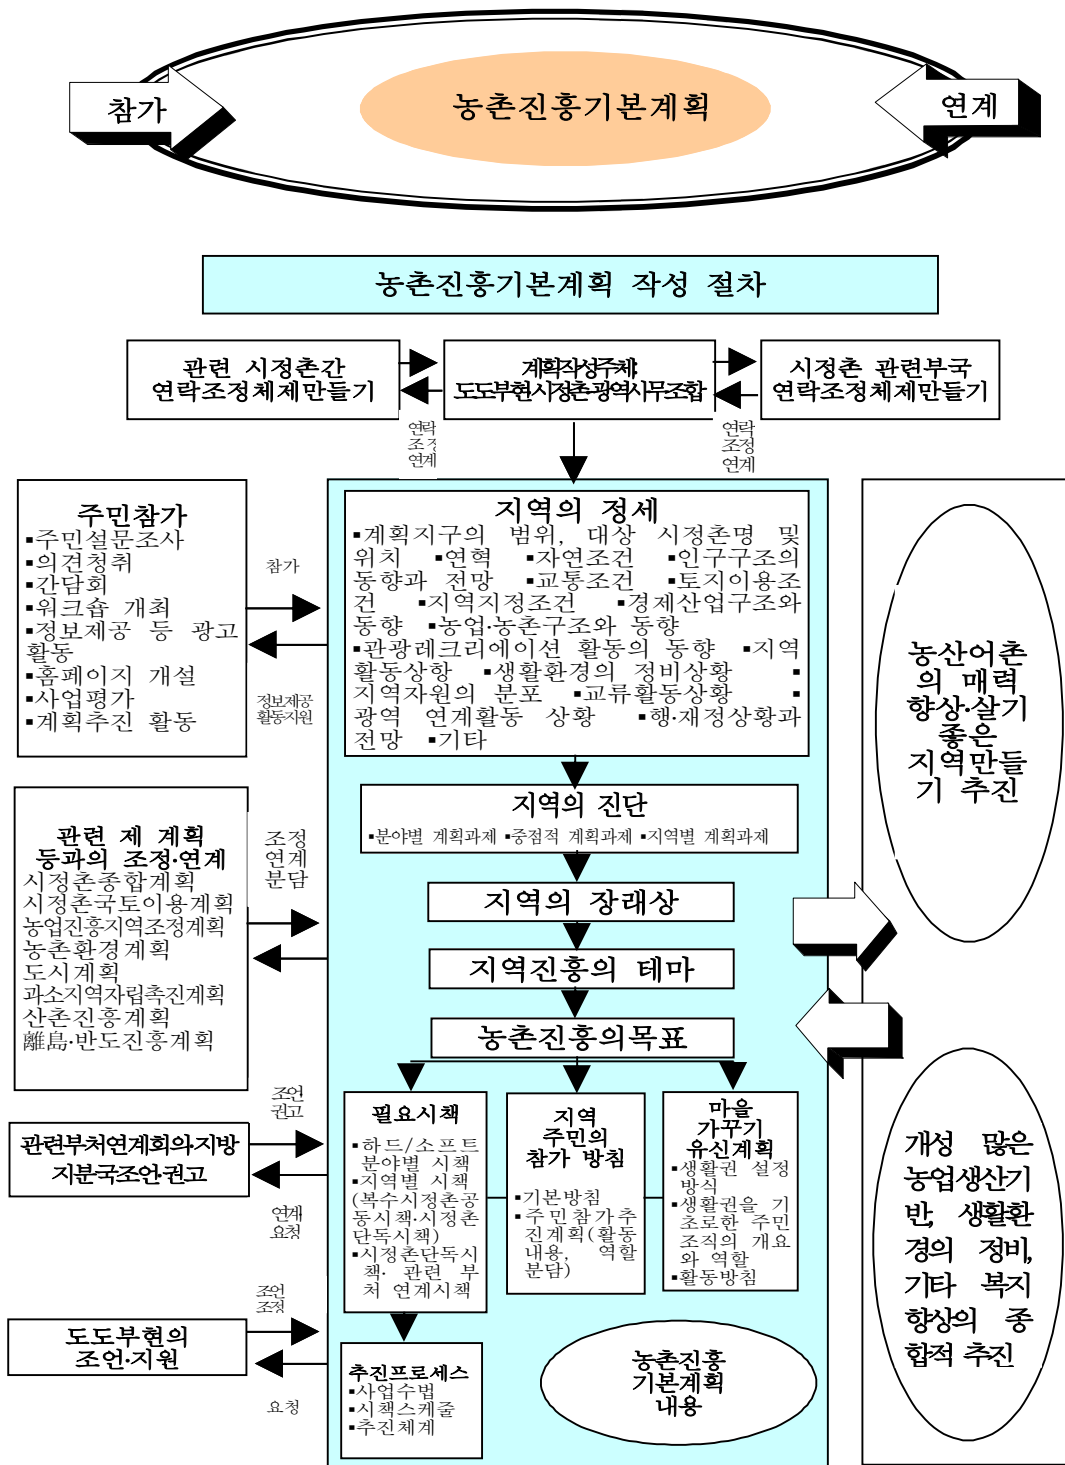 참가
농촌진흥기본계획
연계
농촌진흥기본계획 작성 절차
관련 시정촌간
연락조정체제만들기
계획작성주체:
도도부현·시정촌·광역사무조합
시정촌 관련부국
연락조정체제만들기
연락
조정
연계
연락
조정
연계
주민참가
▪주민설문조사
▪의견청취
▪간담회
▪워크숍 개최
▪정보제공 등 광고
활동
▪홈페이지 개설
▪사업평가
▪계획추진 활동
참가
정보제공
활동지원
지역의 정세
▪계획지구의 범위, 대상 시정촌명 및
위치 ▪연혁 ▪자연조건 ▪인구구조의
동향과 전망 ▪교통조건 ▪토지이용조
건 ▪지역지정조건 ▪경제산업구조와
동향 ▪농업·농촌구조와 동향
▪관광레크리에이션 활동의 동향 ▪지역
활동상항 ▪생활환경의 정비상황 ▪
지역자원의 분포 ▪교류활동상황 ▪
광역 연계활동 상황 ▪행·재정상황과
전망 ▪기타
지역의 진단
▪분야별 계획과제 ▪중점적 계획과제 ▪지역별 계획과제
지역의 장래상
지역진흥의 테마
농촌진흥의목표
관련 제 계획
등과의 조정·연계
시정촌종합계획
시정촌국토이용계획
농업진흥지역조정계획
농촌환경계획
도시계획
과소지역자립촉진계획
산촌진흥계획
離島·반도진흥계획
조정
연계
분담
관련부처연계회의·지방
지분국조언·권고
조언
권고
연계
요청
도도부현의
조언·지원
조언
조정
요청
필요시책
▪하드/소프트
분야별 시책
▪지역별 시책
(복수시정촌공
동시책·시정촌
단독시책)
▪시정촌단독시
책· 관련 부
처 연계시책
지역
주민의
참가 방침
▪기본방침
▪주민참가추
진계획(활동
내용, 역할
분담)
마을
가꾸기
유신계획
▪생활권 설정
방식
▪생활권을 기
초로한 주민
조직의 개요
와 역할
▪활동방침
추진프로세스
▪사업수법
▪시책스케줄
▪추진체계
농촌진흥
기본계획
내용
농산어촌
의 매력
향상·살기
좋은
지역만들
기 추진
개성 많은
농업생산기
반, 생활환
경의 정비,
기타 복지
향상의 종
합적 추진